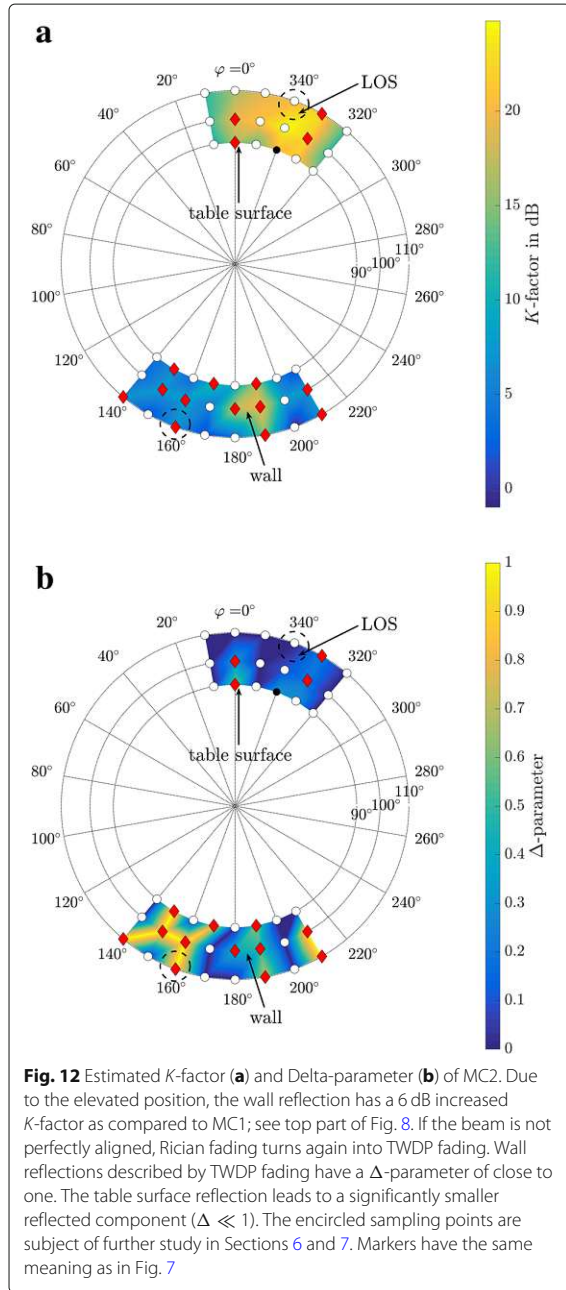 a
φ=0°
20°
340°
LOS
40°
320°
60°
300°
table surface
80°
280°
90° 100° 110°
100°
260°
120°
240°
140°
220°
160°
200°
180°
wall
20
15
10
5
0
K-factor in dB
b
φ=0°
20°
340°
LOS
40°
320°
60°
300°
table surface
80°
280°
90° 100° 110°
100°
260°
120°
240°
140°
220°
160°
200°
180°
wall
1
0.9
0.8
0.7
0.6
0.5
0.4
0.3
0.2
0.1
0
Δ-parameter
Fig. 12 Estimated K-factor (a) and Delta-parameter (b) of MC2. Due
to the elevated position, the wall reflection has a 6 dB increased
K-factor as compared to MC1; see top part of Fig. 8. If the beam is not
perfectly aligned, Rician fading turns again into TWDP fading. Wall
reflections described by TWDP fading have a Δ-parameter of close to
one. The table surface reflection leads to a significantly smaller
reflected component (Δ ≪ 1). The encircled sampling points are
subject of further study in Sections 6 and 7. Markers have the same
meaning as in Fig. 7